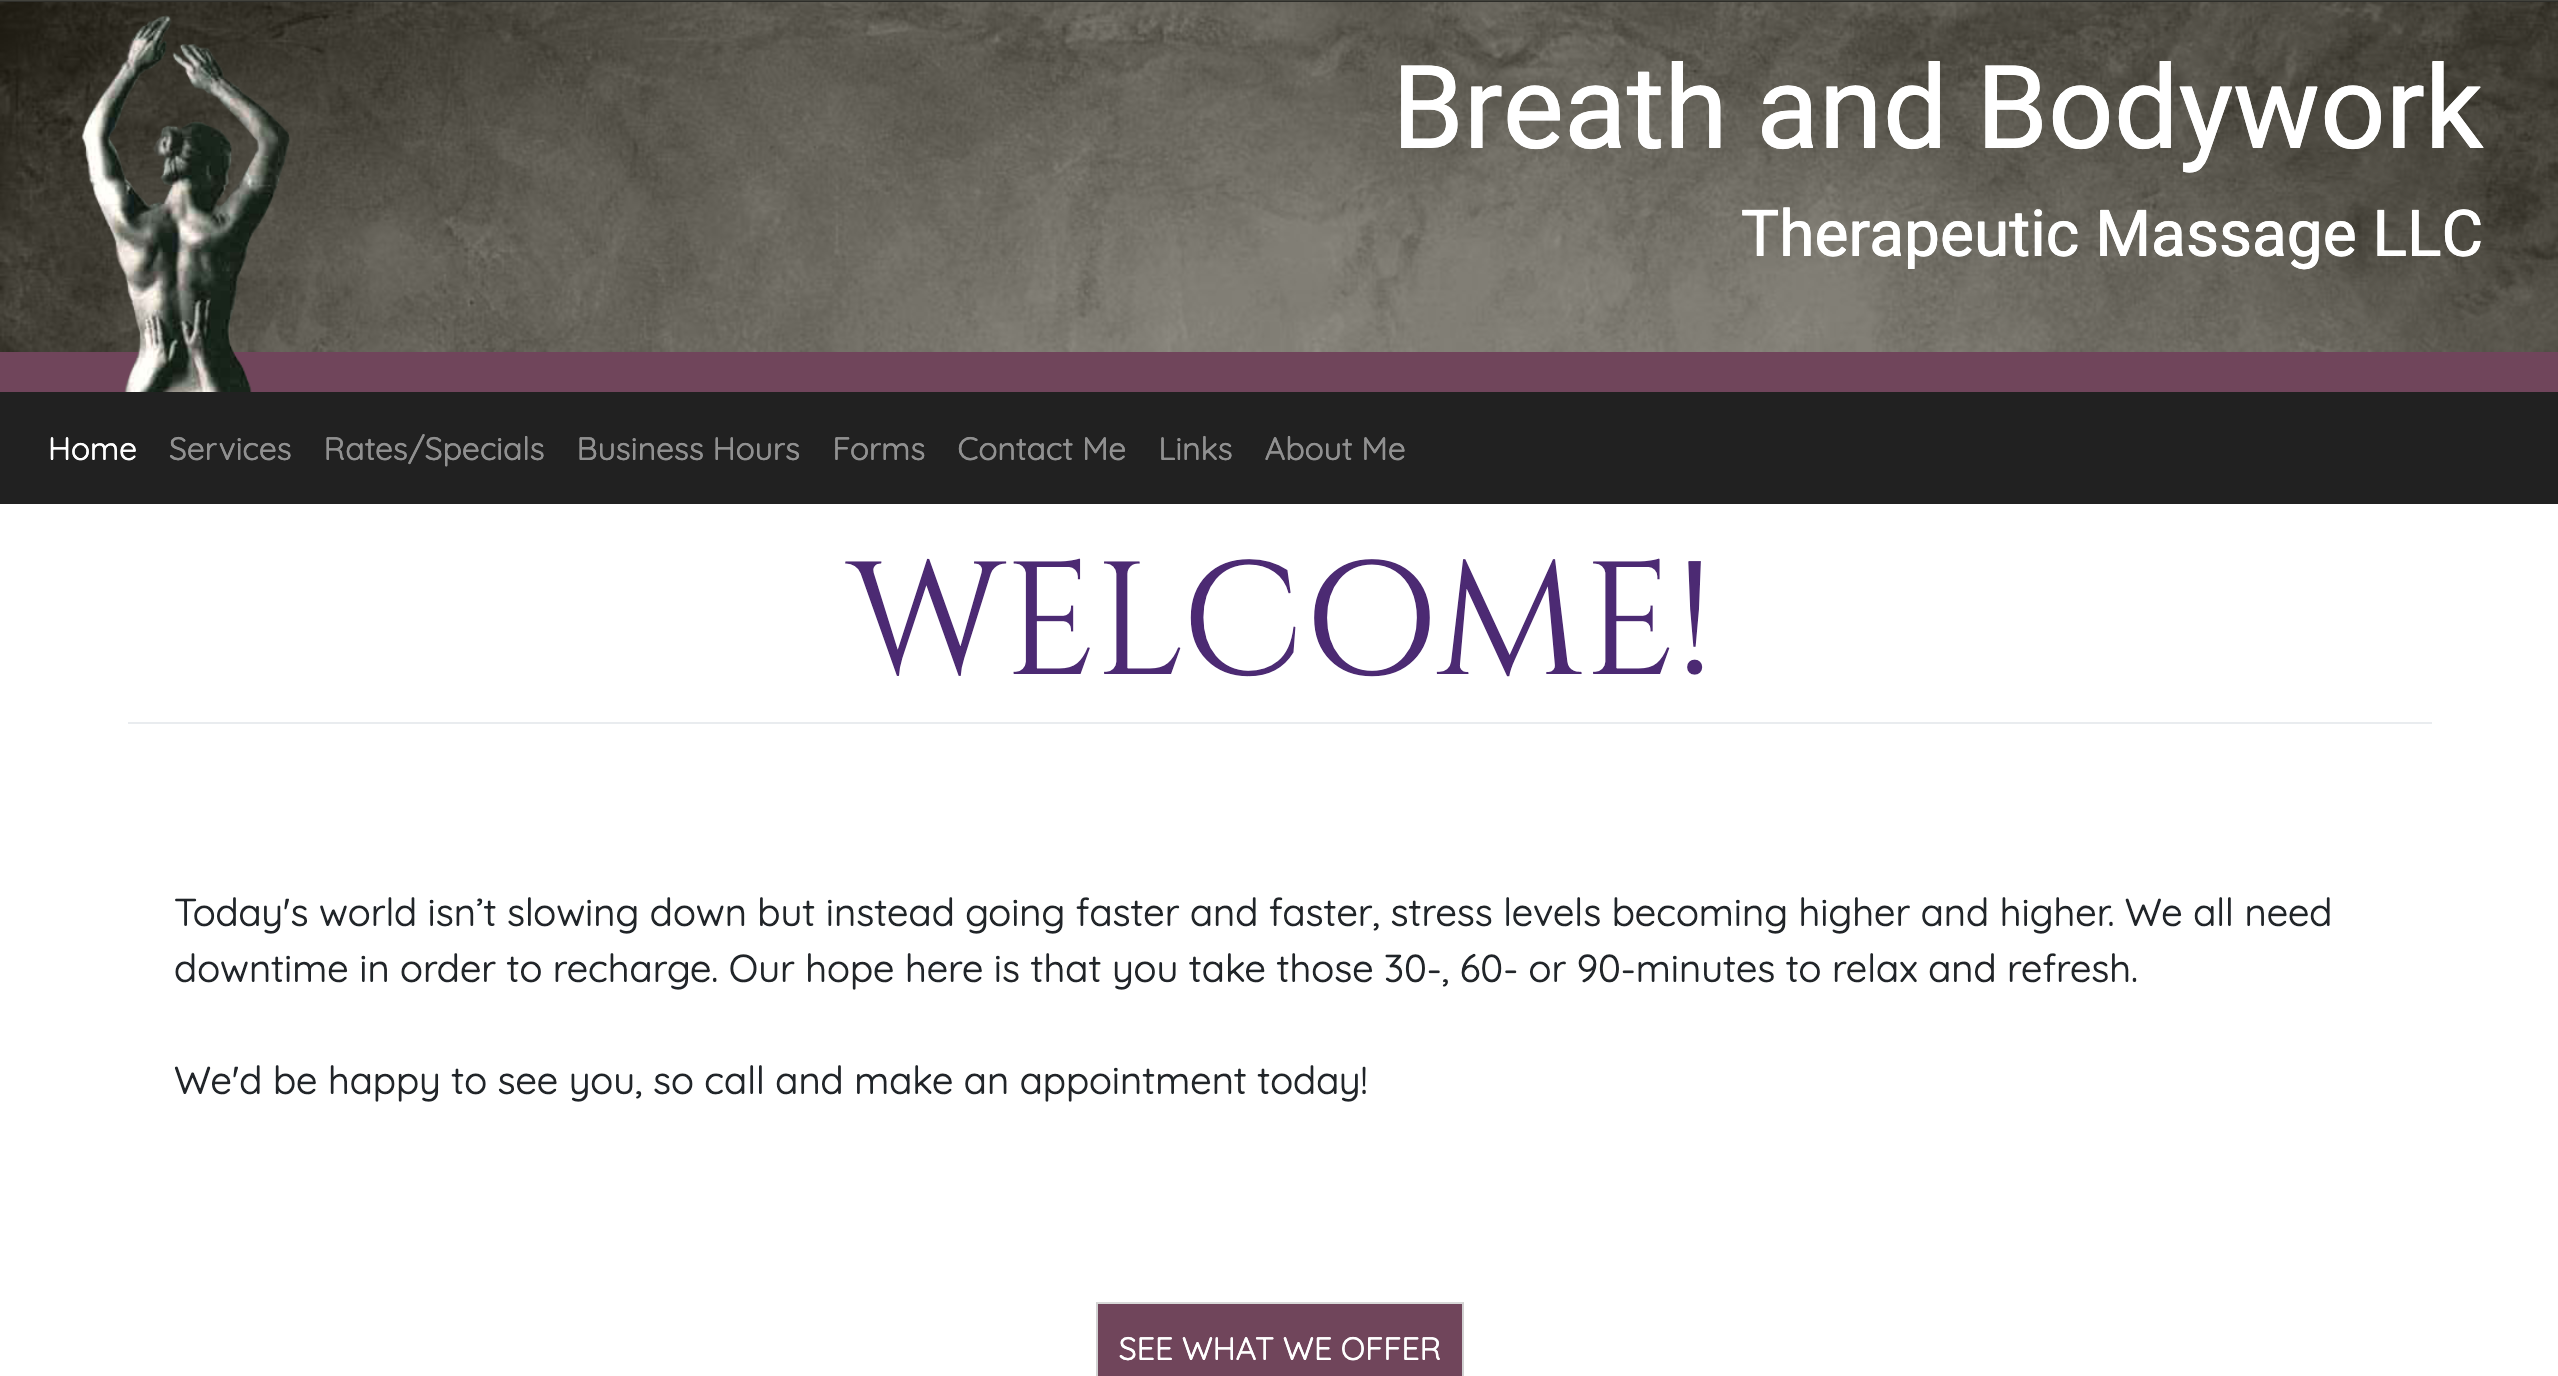 Breath and Bodywork
Therapeutic Massage LLC
Home Services Rates/Specials Business Hours Forms Contact Me Links About Me
WELCOME!
Today's world isn’t slowing down but instead going faster and faster, stress levels becoming higher and higher. We all need
downtime in order to recharge. Our hope here is that you take those 30-, 60- or 90-minutes to relax and refresh.
We'd be happy to see you, so call and make an appointment today!
SEE WHAT WE OFFER